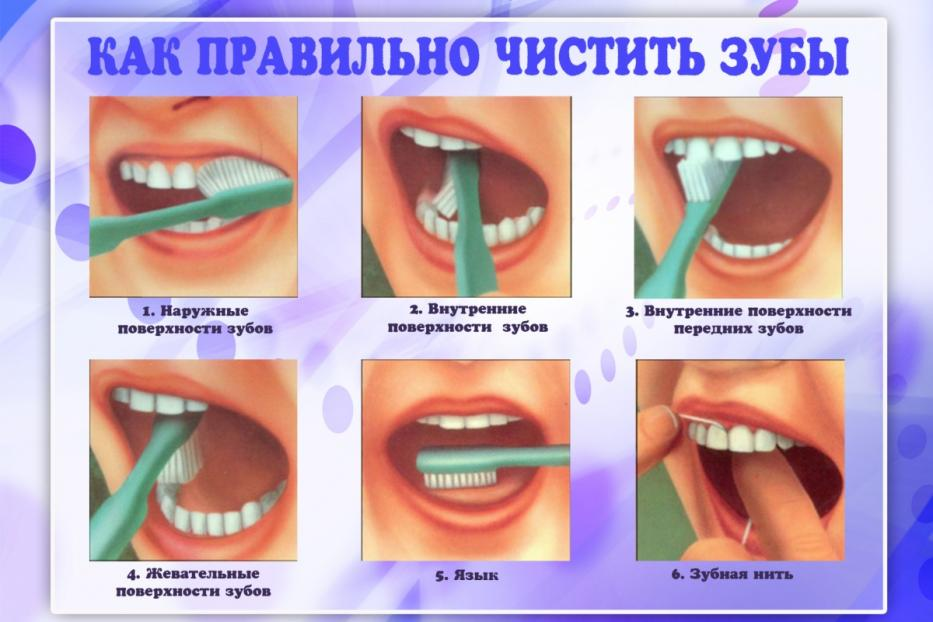 КАК ПРАВИЛЬНО ЧИСТИТЬ ЗУБЫ
1. Наружные
поверхности зубов
2. Внутренние
поверхности зубов
3. Внутренние поверхности
передних зубов
4. Жевательные
поверхности зубов
5. Язык
6. Зубная нить